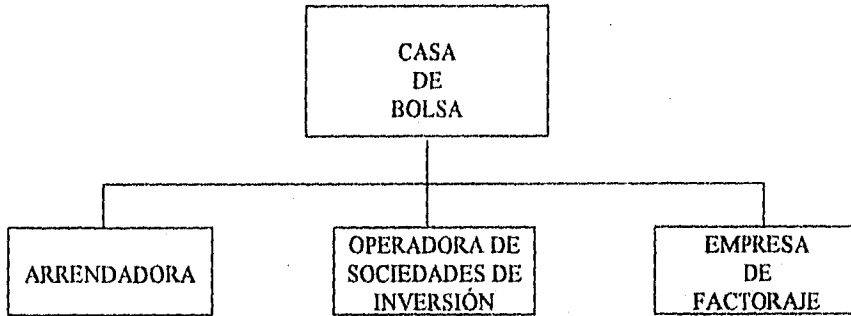 CASA
DE
BOLSA
ARRENDADORA
OPERADORA DE
SOCIEDADES DE
INVERSIÓN
EMPRESA
DE
FACTORAJE